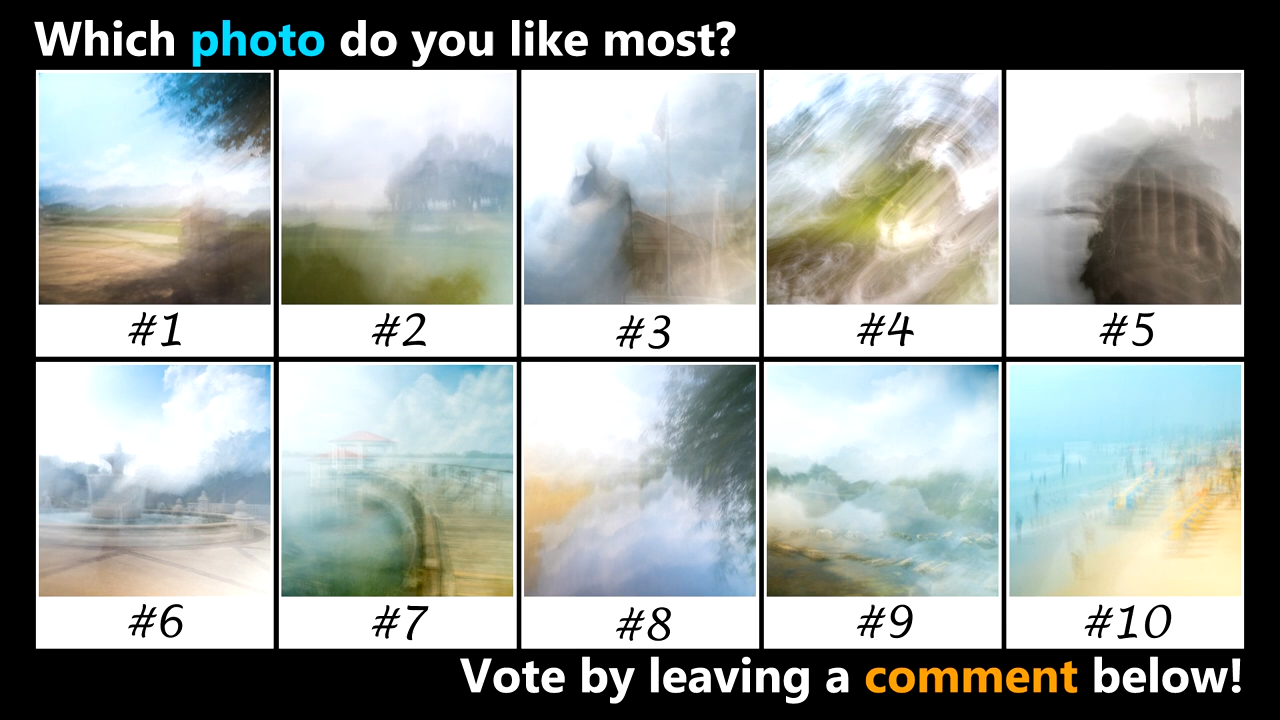 Which photo do you like most?
#1 #2 #3 #4 #5
#6 #7 #8 #9 #10
Vote by leaving a comment below!